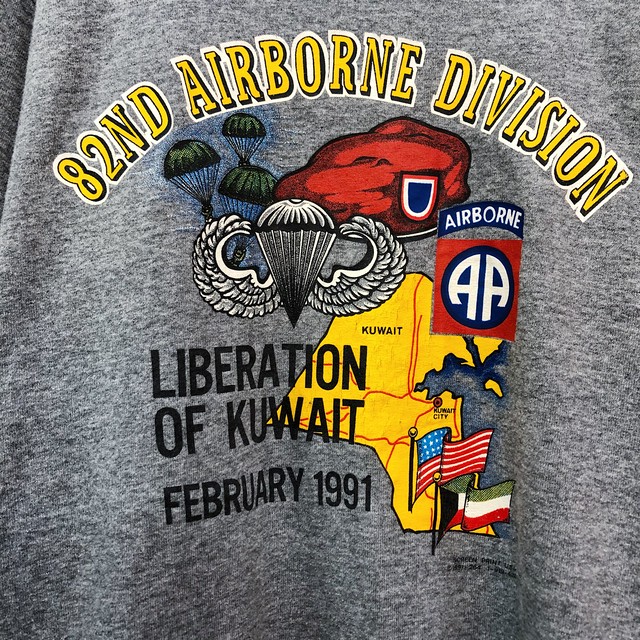 82ND AIRBORNE DIVISION
AIRBORNE
AA
KUWAIT
LIBERATION
OF KUWAIT
KUWAIT
CITY
FEBRUARY 1991